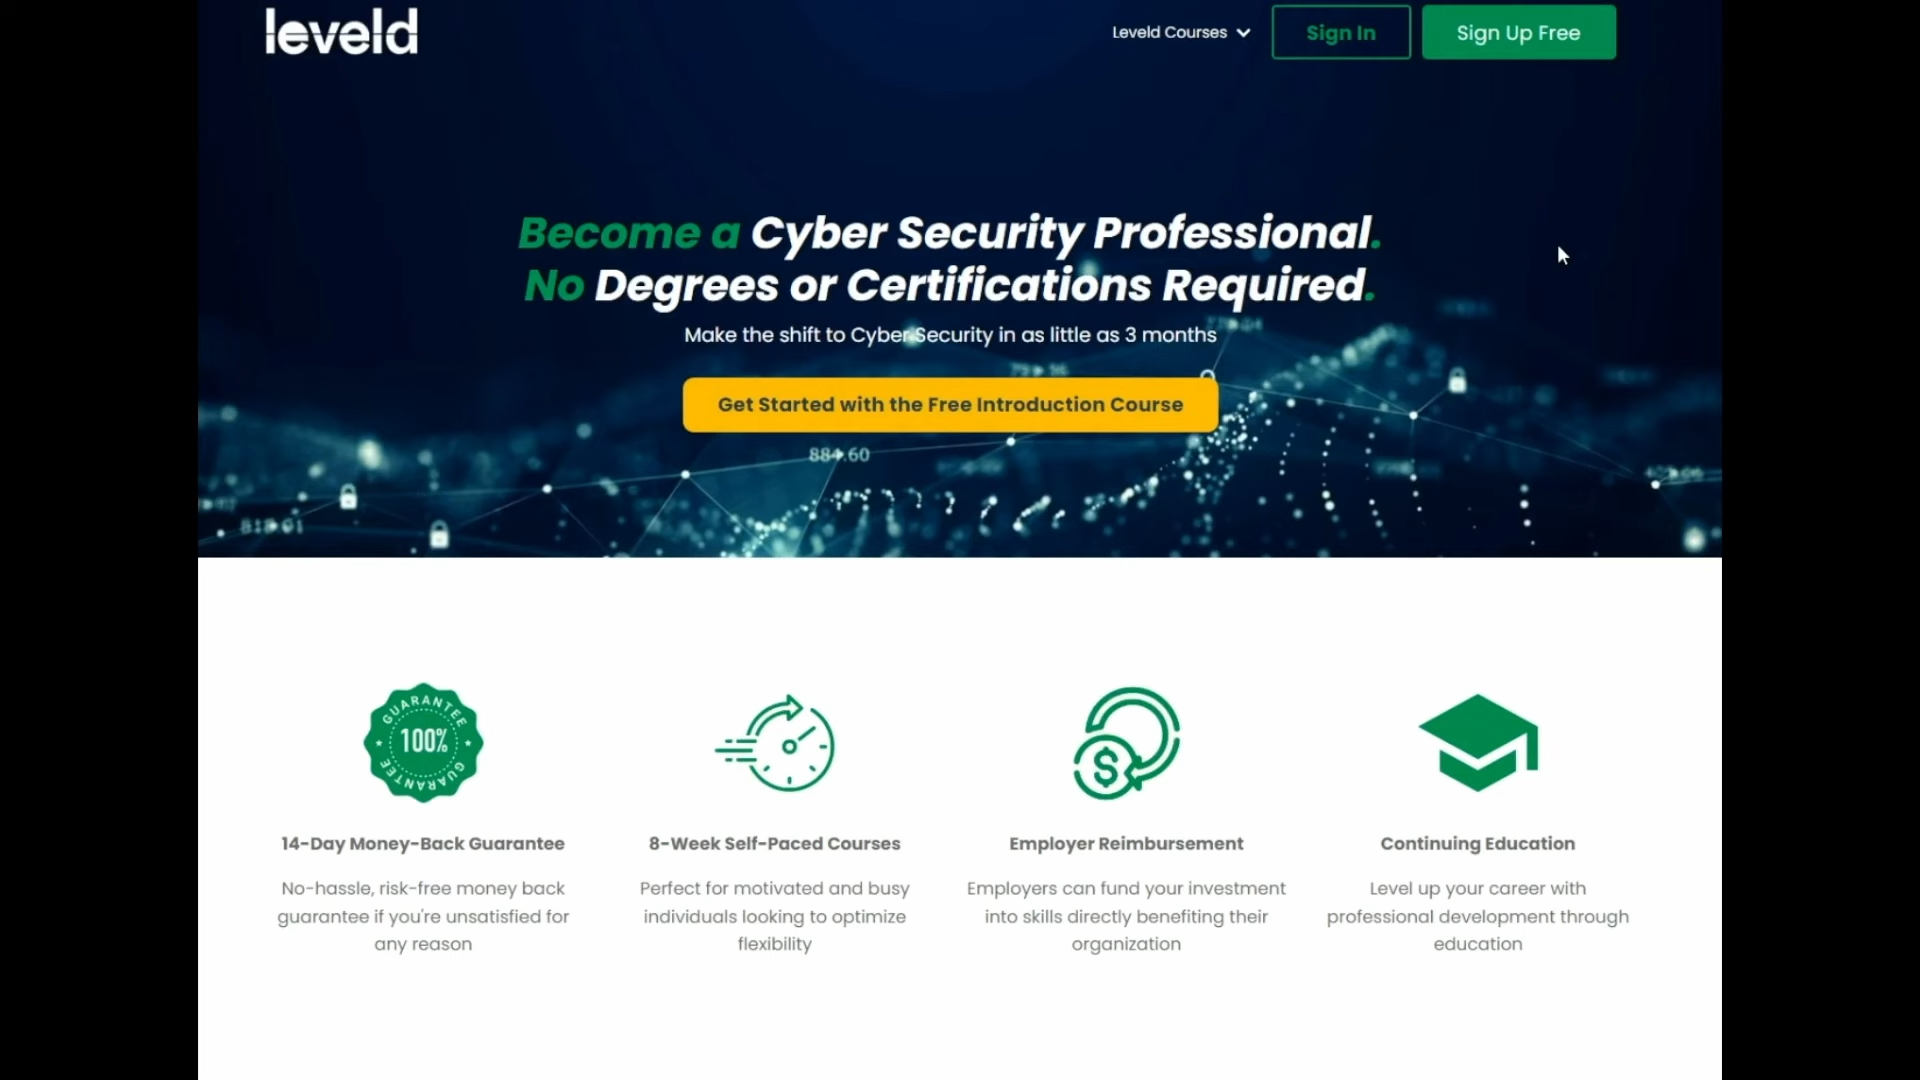 leveld
Leveld Courses
Sign In
Sign Up Free
Become a Cyber Security Professional.
No Degrees or Certifications Required.
Make the shift to Cyber Security in as little as 3 months
Get Started with the Free Introduction Course
884.60
GUARANTEE
100%
GUARANTEE
14-Day Money-Back Guarantee
No-hassle, risk-free money back
guarantee if you're unsatisfied for
any reason
8-Week Self-Paced Courses
Perfect for motivated and busy
individuals looking to optimize
flexibility
$
Employer Reimbursement
Employers can fund your investment
into skills directly benefiting their
organization
Continuing Education
Level up your career with
professional development through
education